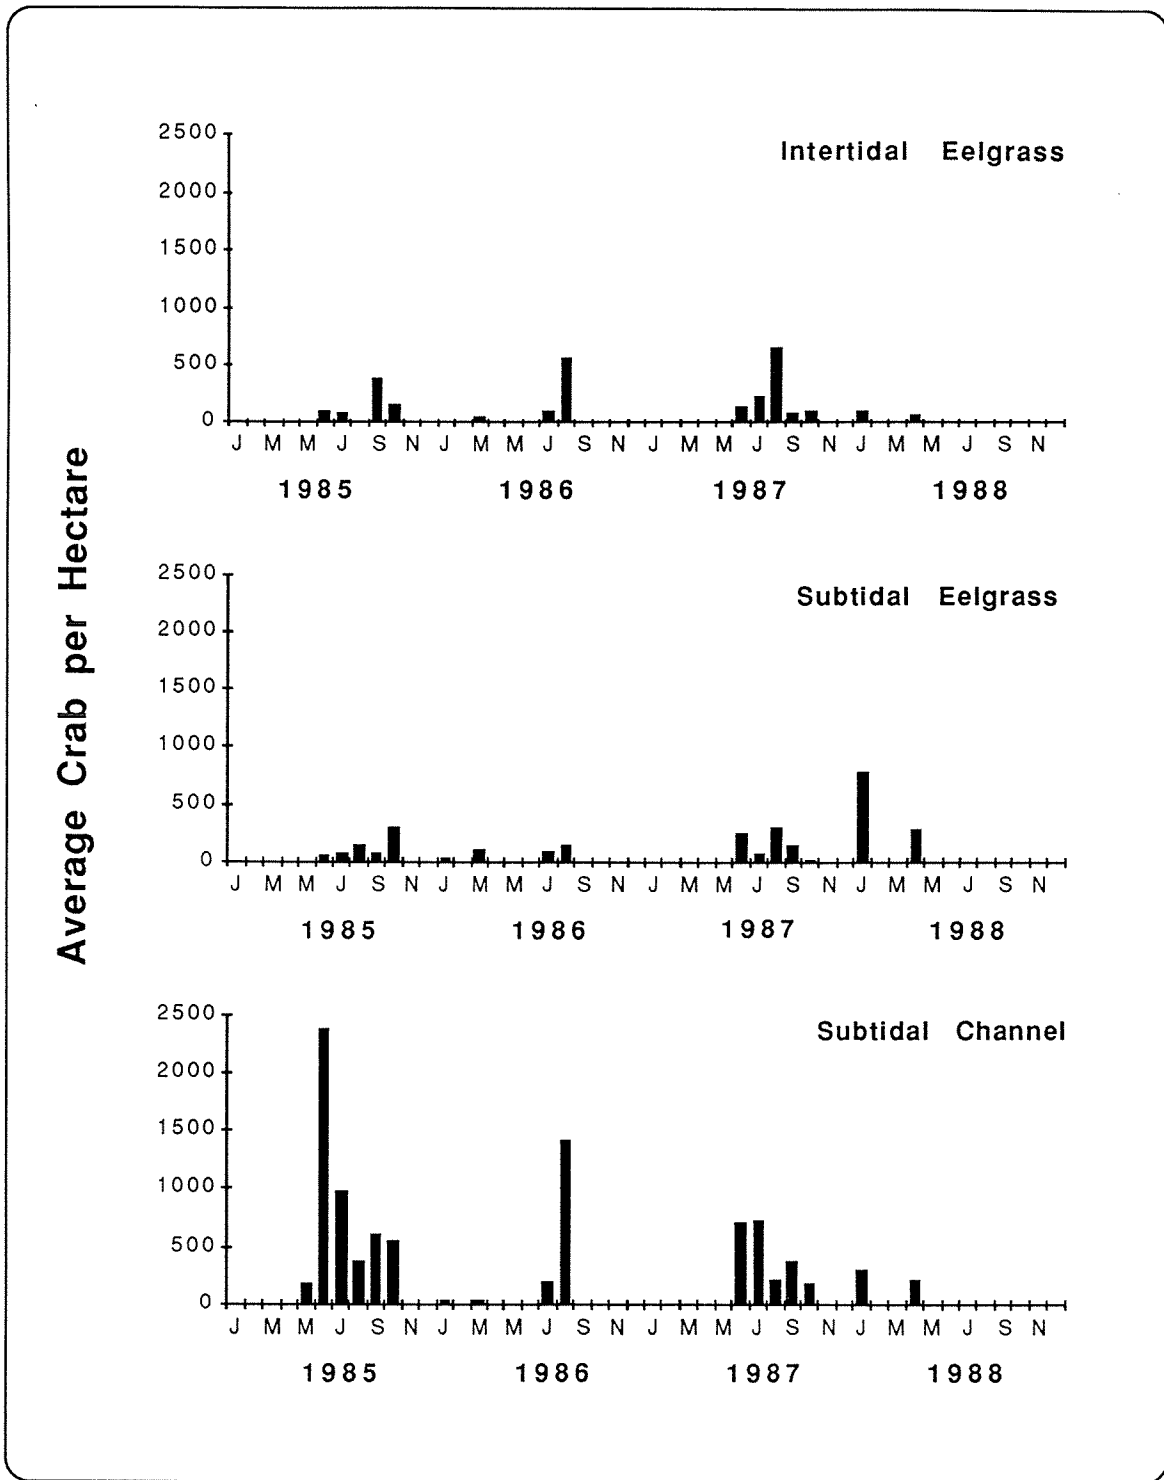 Average Crab per Hectare
Intertidal Eelgrass
2500
2000
1500
1000
500
0
J M M J S N J M M J S N J M M J S N J M M J S N
1985 1986 1987 1988
Subtidal Eelgrass
2500
2000
1500
1000
500
0
J M M J S N J M M J S N J M M J S N J M M J S N
1985 1986 1987 1988
Subtidal Channel
2500
2000
1500
1000
500
0
J M M J S N J M M J S N J M M J S N J M M J S N
1985 1986 1987 1988